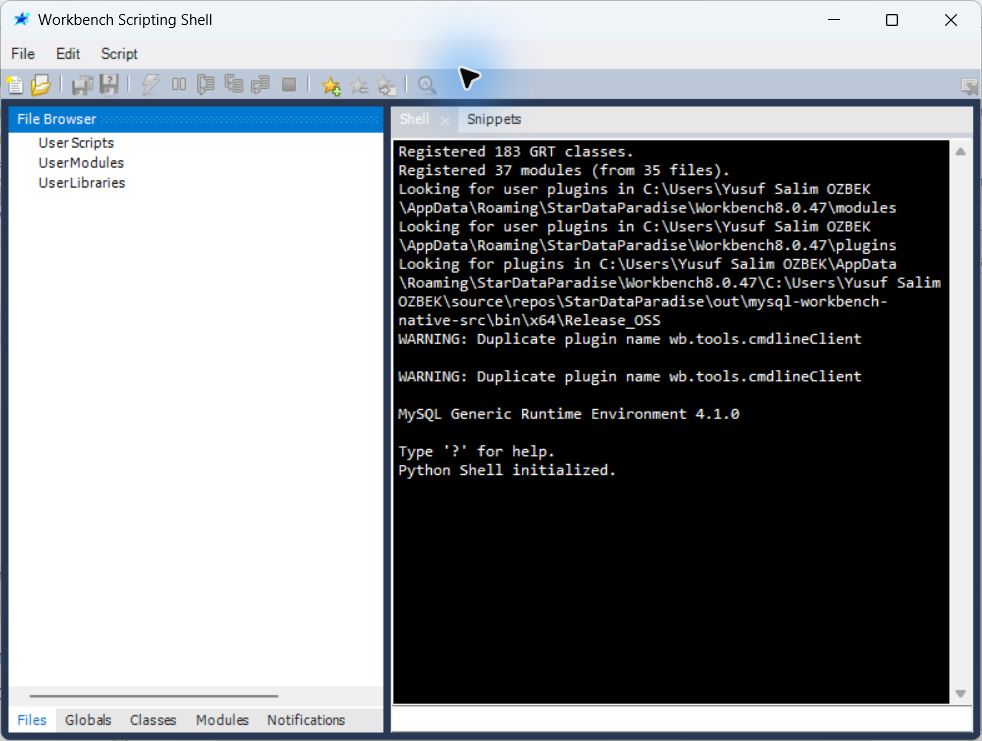 Workbench Scripting Shell
File Edit Script
File Browser
UserScripts
UserModules
UserLibraries
Files Globals Classes Modules Notifications
Shell Snippets
Registered 183 GRT classes.
Registered 37 modules (from 35 files).
Looking for user plugins in C:\Users\Yusuf Salim OZBEK
\AppData\Roaming\StarDataParadise\Workbench8.0.47\modules
Looking for user plugins in C:\Users\Yusuf Salim OZBEK
\AppData\Roaming\StarDataParadise\Workbench8.0.47\plugins
Looking for plugins in C:\Users\Yusuf Salim OZBEK\AppData
\Roaming\StarDataParadise\Workbench8.0.47\C:\Users\Yusuf Salim
OZBEK\source\repos\StarDataParadise\out\mysql-workbench-
native-src\bin\x64\Release_OSS
WARNING: Duplicate plugin name wb.tools.cmdlineClient
WARNING: Duplicate plugin name wb.tools.cmdlineClient
MySQL Generic Runtime Environment 4.1.0
Type '?' for help.
Python Shell initialized.